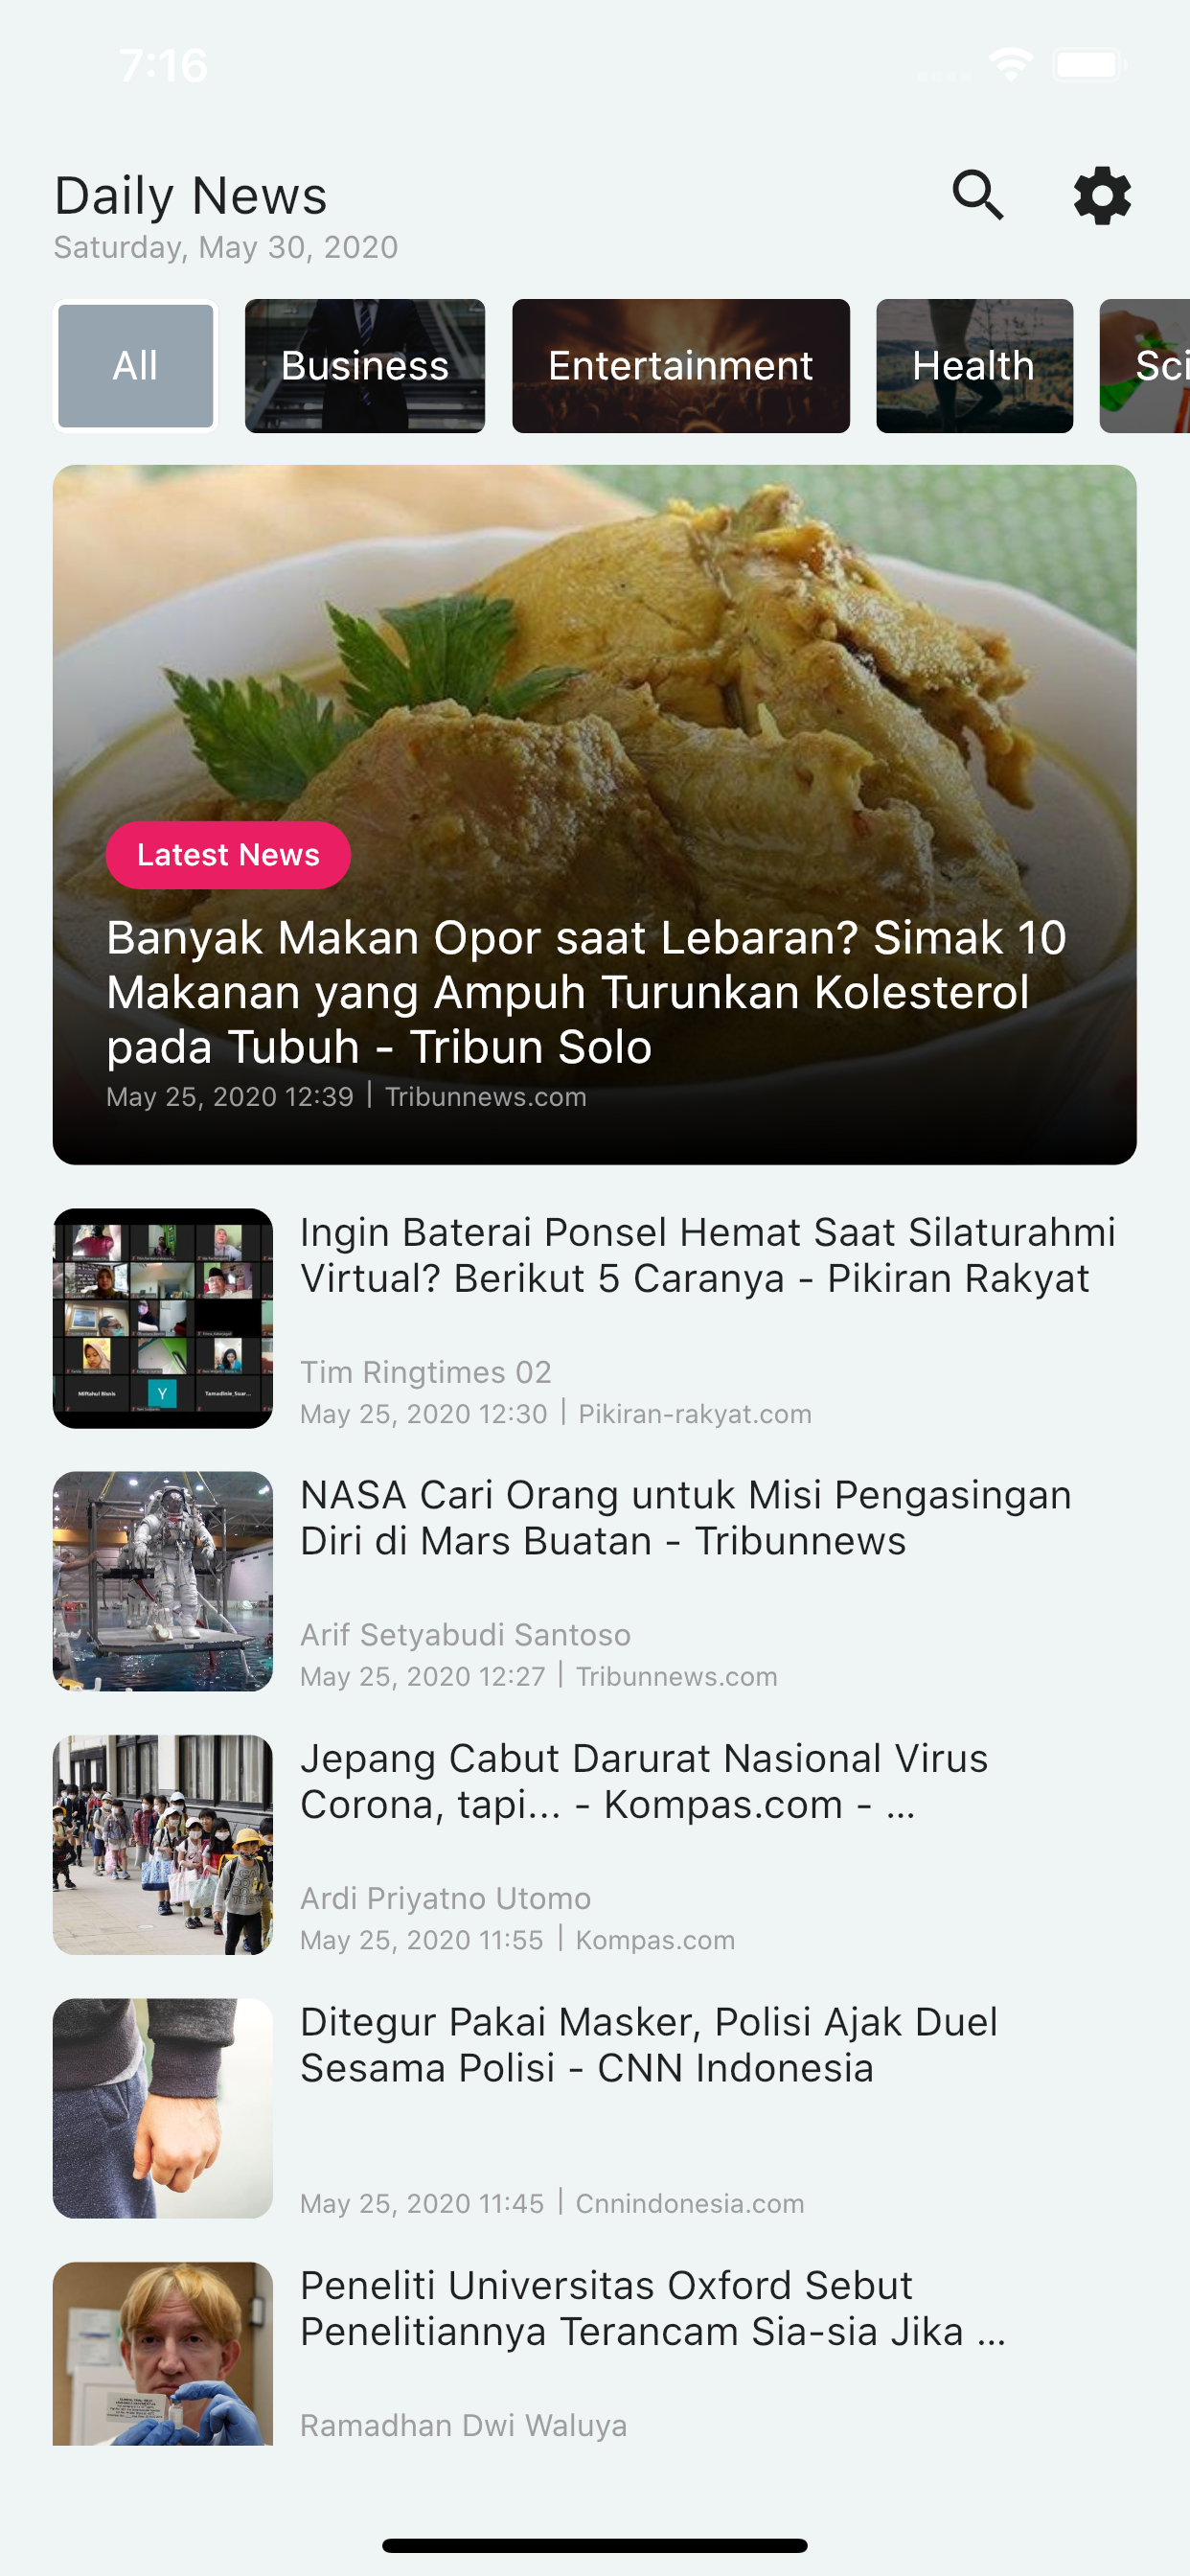 7:16
Daily News
Saturday, May 30, 2020
All
Business
Entertainment
Health
Sci
Latest News
Banyak Makan Opor saat Lebaran? Simak 10
Makanan yang Ampuh Turunkan Kolesterol
pada Tubuh - Tribun Solo
May 25, 2020 12:39 | Tribunnews.com
Ingin Baterai Ponsel Hemat Saat Silaturahmi
Virtual? Berikut 5 Caranya - Pikiran Rakyat
Miftahul Bisnis
Y
Tim Ringtimes 02
May 25, 2020 12:30 | Pikiran-rakyat.com
NASA Cari Orang untuk Misi Pengasingan
Diri di Mars Buatan - Tribunnews
Arif Setyabudi Santoso
May 25, 2020 12:27 | Tribunnews.com
Jepang Cabut Darurat Nasional Virus
Corona, tapi... - Kompas.com - ...
Ardi Priyatno Utomo
May 25, 2020 11:55 | Kompas.com
Ditegur Pakai Masker, Polisi Ajak Duel
Sesama Polisi - CNN Indonesia
May 25, 2020 11:45 | Cnnindonesia.com
Peneliti Universitas Oxford Sebut
Penelitiannya Terancam Sia-sia Jika ...
Ramadhan Dwi Waluya